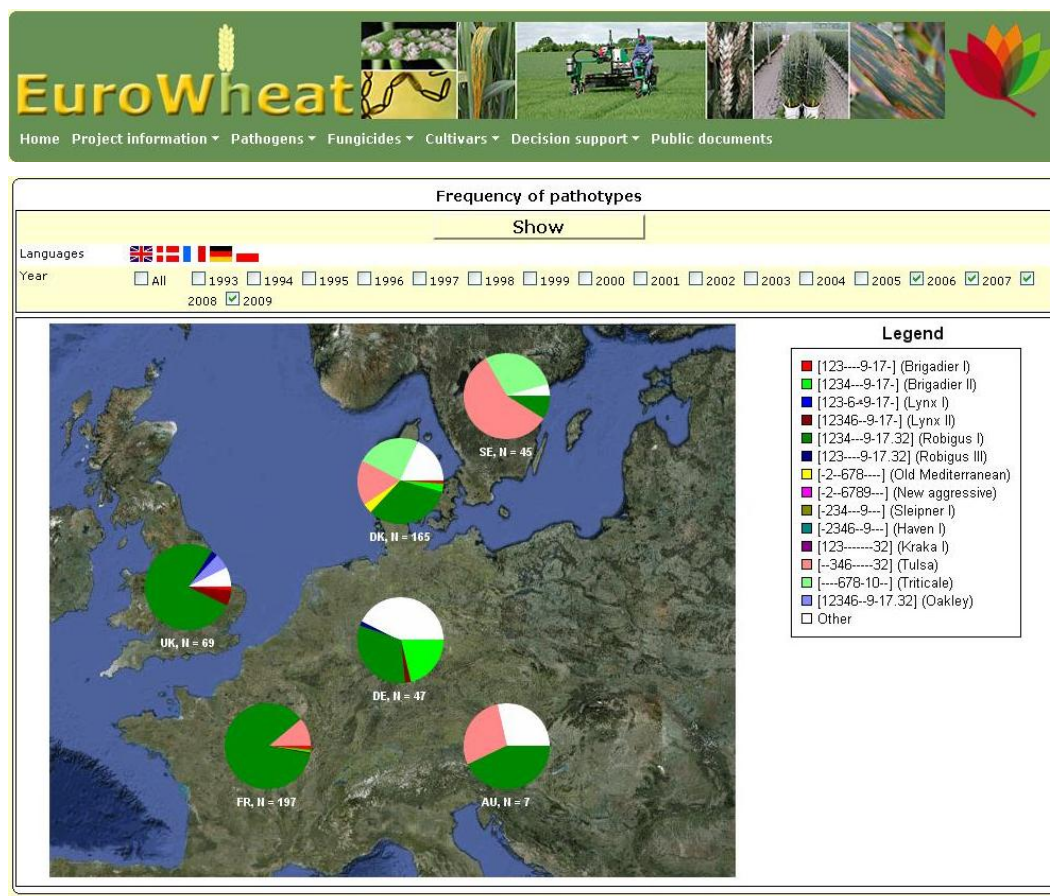 EuroWheat
Home Project information Pathogens Fungicides Cultivars Decision support Public documents
Frequency of pathotypes
Show
Languages
Year All 1993 1994 1995 1996 1997 1998 1999 2000 2001 2002 2003 2004 2005 2006 2007
2008 2009
Legend
[123----9-17-] (Brigadier I)
[1234---9-17-] (Brigadier II)
[123-6-*9-17-] (Lynx I)
[12346--9-17-] (Lynx II)
[1234---9-17.32] (Robigus I)
[123----9-17.32] (Robigus III)
[-2--678----] (Old Mediterranean)
[-2--6789---] (New aggressive)
[-234---9---] (Sleipner I)
[-2346--9---] (Haven I)
[123-------32] (Kraka I)
[--346-----32] (Tulsa)
[----678-10--] (Triticale)
[12346--9-17.32] (Oakley)
Other
SE, N = 45
DK, N = 165
UK, N = 69
DE, N = 47
FR, N = 197
AU, N = 7